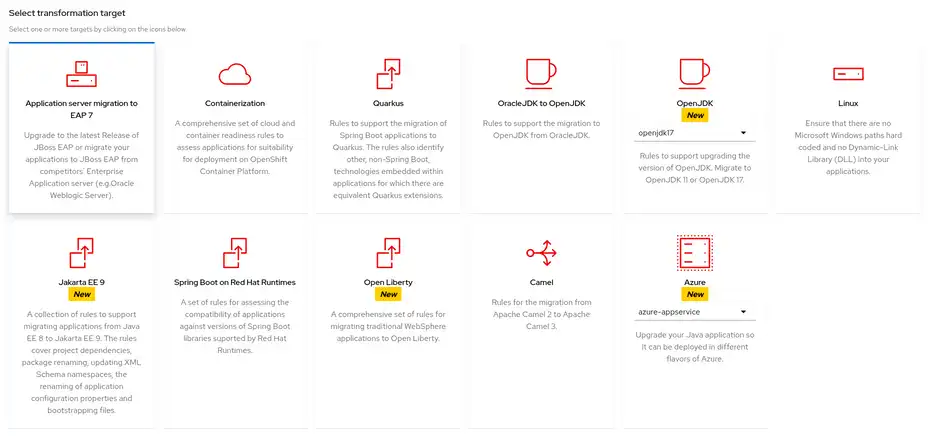 Select transformation target
Select one or more targets by clicking on the icons below
Application server migration to
EAP 7
Upgrade to the latest Release of
JBoss EAP or migrate your
applications to JBoss EAP from
competitors' Enterprise
Application server (e.g.Oracle
Weblogic Server).
Containerization
A comprehensive set of cloud and
container readiness rules to
assess applications for suitability
for deployment on OpenShift
Container Platform.
Quarkus
Rules to support the migration of
Spring Boot applications to
Quarkus. The rules also identify
other, non-Spring Boot,
technologies embedded within
applications for which there are
equivalent Quarkus extensions.
OracleJDK to OpenJDK
Rules to support the migration to
OpenJDK from OracleJDK.
OpenJDK
New
openjdk17
Rules to support upgrading the
version of OpenJDK. Migrate to
OpenJDK 11 or OpenJDK 17.
Linux
Ensure that there are no
Microsoft Windows paths hard
coded and no Dynamic-Link
Library (DLL) into your
applications.
Jakarta EE 9
New
A collection of rules to support
migrating applications from Java
EE 8 to Jakarta EE 9. The rules
cover project dependencies,
package renaming, updating XML
Schema namespaces, the
renaming of application
configuration properties and
bootstrapping files.
Spring Boot on Red Hat Runtimes
A set of rules for assessing the
compatibility of applications
against versions of Spring Boot
libraries suported by Red Hat
Runtimes.
Open Liberty
New
A comprehensive set of rules for
migrating traditional WebSphere
applications to Open Liberty.
Camel
Rules for the migration from
Apache Camel 2 to Apache
Camel 3.
Azure
New
azure-appservice
Upgrade your Java application so
it can be deployed in different
flavors of Azure.